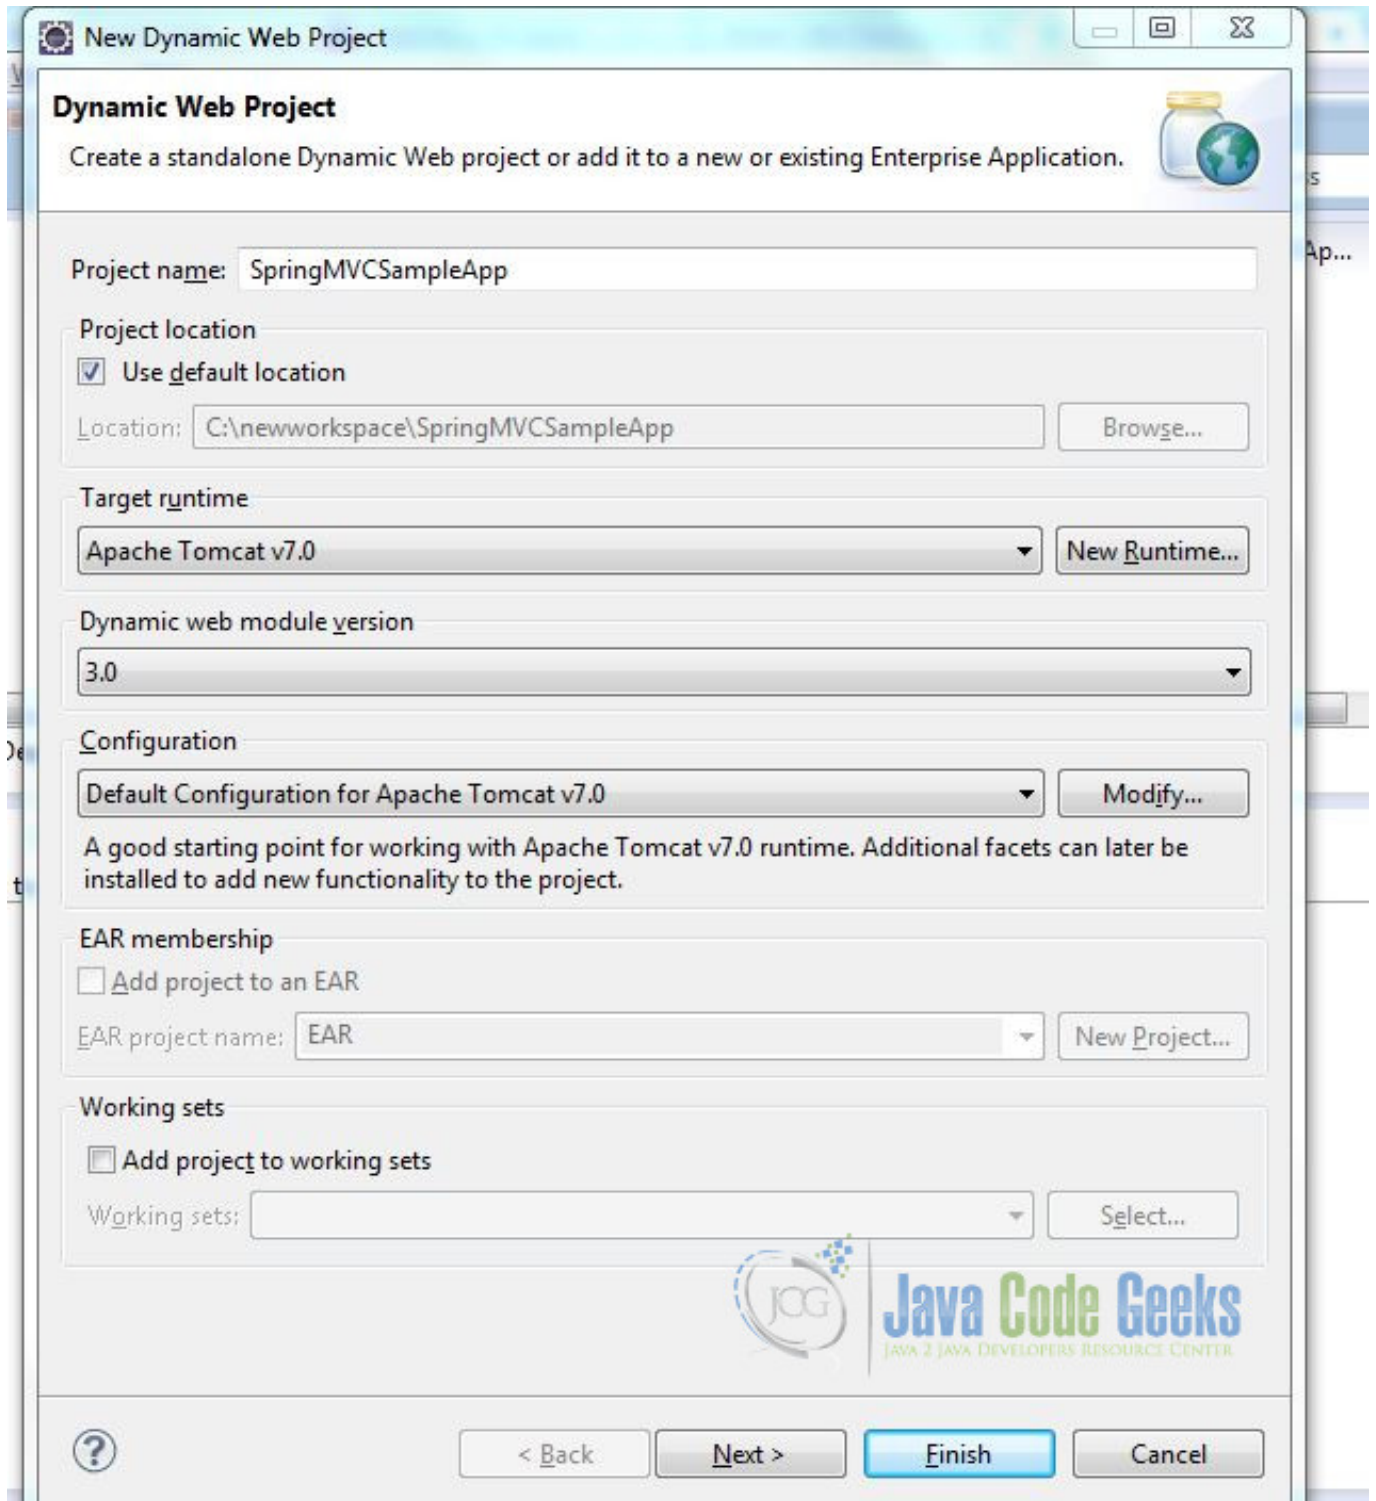 New Dynamic Web Project
Dynamic Web Project
Create a standalone Dynamic Web project or add it to a new or existing Enterprise Application.
s
Ap...
Project name: SpringMVCSampleApp
Project location
Use default location
Location: C:\newworkspace\SpringMVCSampleApp Browse...
Target runtime
Apache Tomcat v7.0 New Runtime...
Dynamic web module version
3.0
De
Configuration
Default Configuration for Apache Tomcat v7.0 Modify...
A good starting point for working with Apache Tomcat v7.0 runtime. Additional facets can later be
installed to add new functionality to the project.
t
EAR membership
Add project to an EAR
EAR project name: EAR New Project...
Working sets
Add project to working sets
Working sets: Select...
JCG
Java Code Geeks
JAVA 2 JAVA DEVELOPERS RESOURCE CENTER
? < Back Next > Finish Cancel